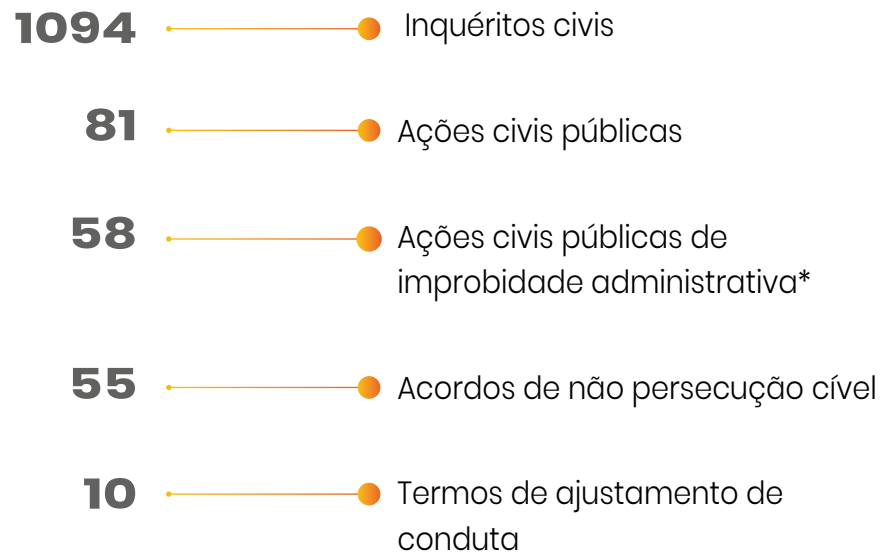 1094 Inquéritos civis
81 Ações civis públicas
58 Ações civis públicas de
improbidade administrativa*
55 Acordos de não persecução cível
10 Termos de ajustamento de
conduta